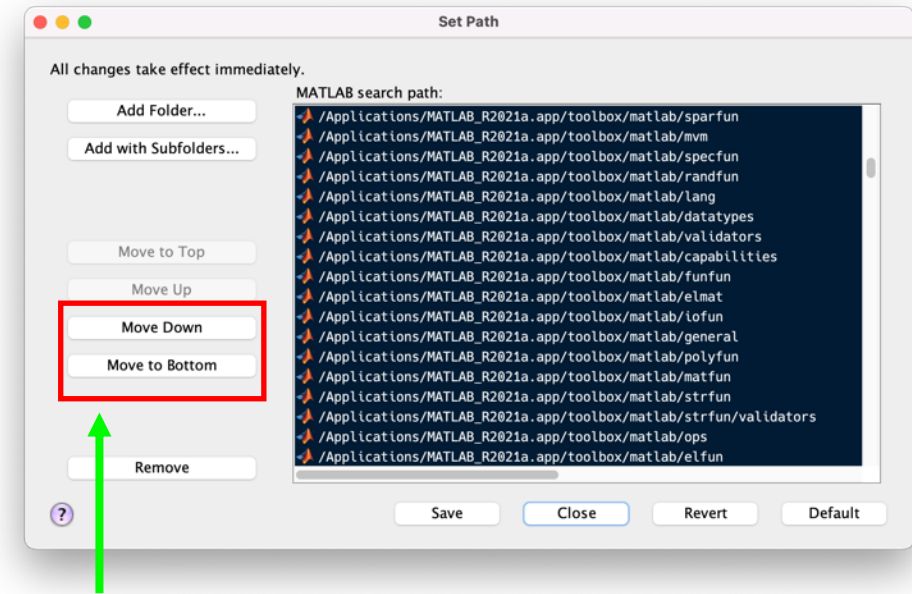 Set Path
All changes take effect immediately.
MATLAB search path:
Add Folder...
Add with Subfolders...
Move to Top
Move Up
Move Down
Move to Bottom
Remove
/Applications/MATLAB_R2021a.app/toolbox/matlab/sparfun
/Applications/MATLAB_R2021a.app/toolbox/matlab/mvm
/Applications/MATLAB_R2021a.app/toolbox/matlab/specfun
/Applications/MATLAB_R2021a.app/toolbox/matlab/randfun
/Applications/MATLAB_R2021a.app/toolbox/matlab/lang
/Applications/MATLAB_R2021a.app/toolbox/matlab/datatypes
/Applications/MATLAB_R2021a.app/toolbox/matlab/validators
/Applications/MATLAB_R2021a.app/toolbox/matlab/capabilities
/Applications/MATLAB_R2021a.app/toolbox/matlab/funfun
/Applications/MATLAB_R2021a.app/toolbox/matlab/elmat
/Applications/MATLAB_R2021a.app/toolbox/matlab/iofun
/Applications/MATLAB_R2021a.app/toolbox/matlab/general
/Applications/MATLAB_R2021a.app/toolbox/matlab/polyfun
/Applications/MATLAB_R2021a.app/toolbox/matlab/matfun
/Applications/MATLAB_R2021a.app/toolbox/matlab/strfun
/Applications/MATLAB_R2021a.app/toolbox/matlab/strfun/validators
/Applications/MATLAB_R2021a.app/toolbox/matlab/ops
/Applications/MATLAB_R2021a.app/toolbox/matlab/elfun
?
Save
Close
Revert
Default